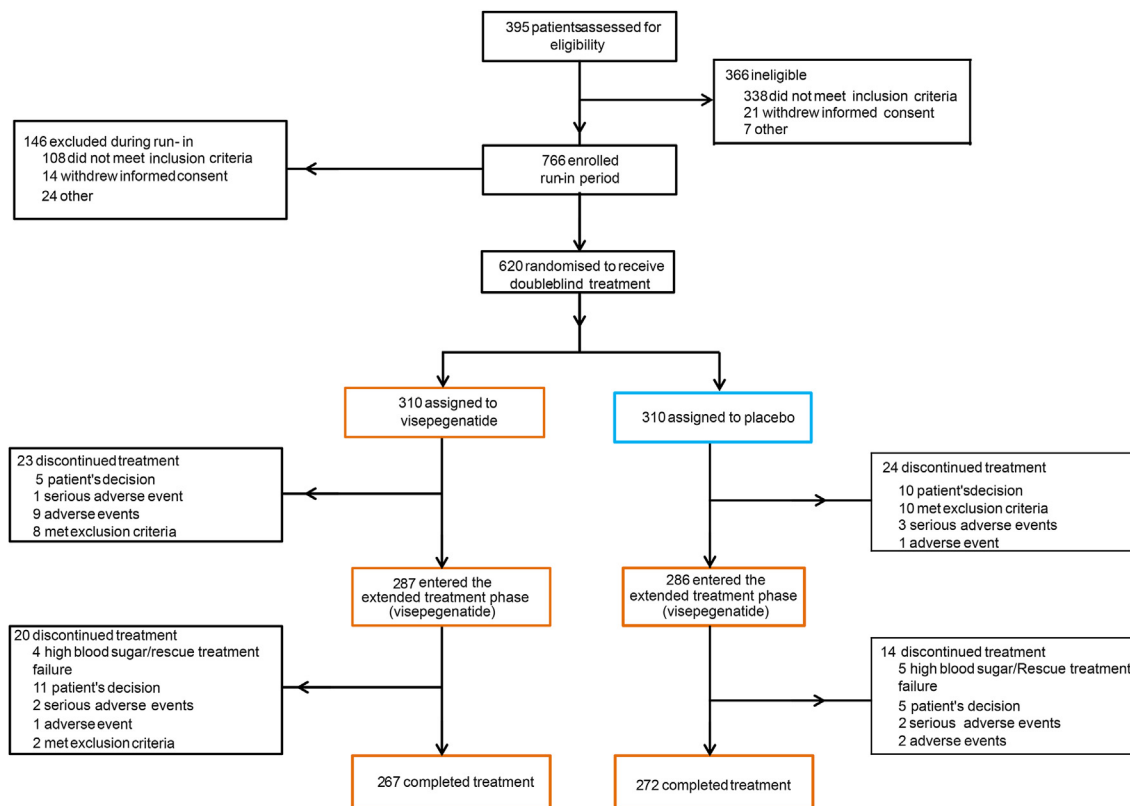 395 patients assessed for
eligibility
366 ineligible
338 did not meet inclusion criteria
21 withdrew informed consent
7 other
146 excluded during run-in
108 did not meet inclusion criteria
14 withdrew informed consent
24 other
766 enrolled
run-in period
620 randomised to receive
doubleblind treatment
310 assigned to
visepegenatide
310 assigned to placebo
23 discontinued treatment
5 patient's decision
1 serious adverse event
9 adverse events
8 met exclusion criteria
24 discontinued treatment
10 patient'sdecision
10 met exclusion criteria
3 serious adverse events
1 adverse event
287 entered the
extended treatment phase
(visepegenatide)
286 entered the
extended treatment phase
(visepegenatide)
20 discontinued treatment
4 high blood sugar/rescue treatment
failure
11 patient's decision
2 serious adverse events
1 adverse event
2 met exclusion criteria
14 discontinued treatment
5 high blood sugar/Rescue treatment
failure
5 patient's decision
2 serious adverse events
2 adverse events
267 completed treatment
272 completed treatment